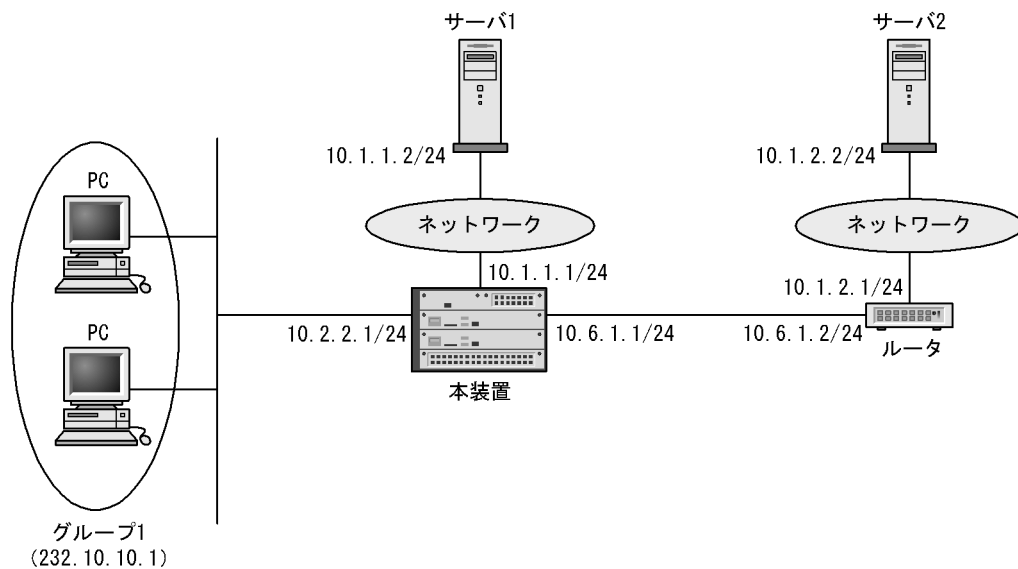 サーバ1
サーバ2
10.1.1.2/24
10.1.2.2/24
PC
ネットワーク
ネットワーク
10.1.1.1/24
10.1.2.1/24
10.2.2.1/24
10.6.1.1/24
10.6.1.2/24
ルータ
PC
本装置
グループ1
(232.10.10.1)